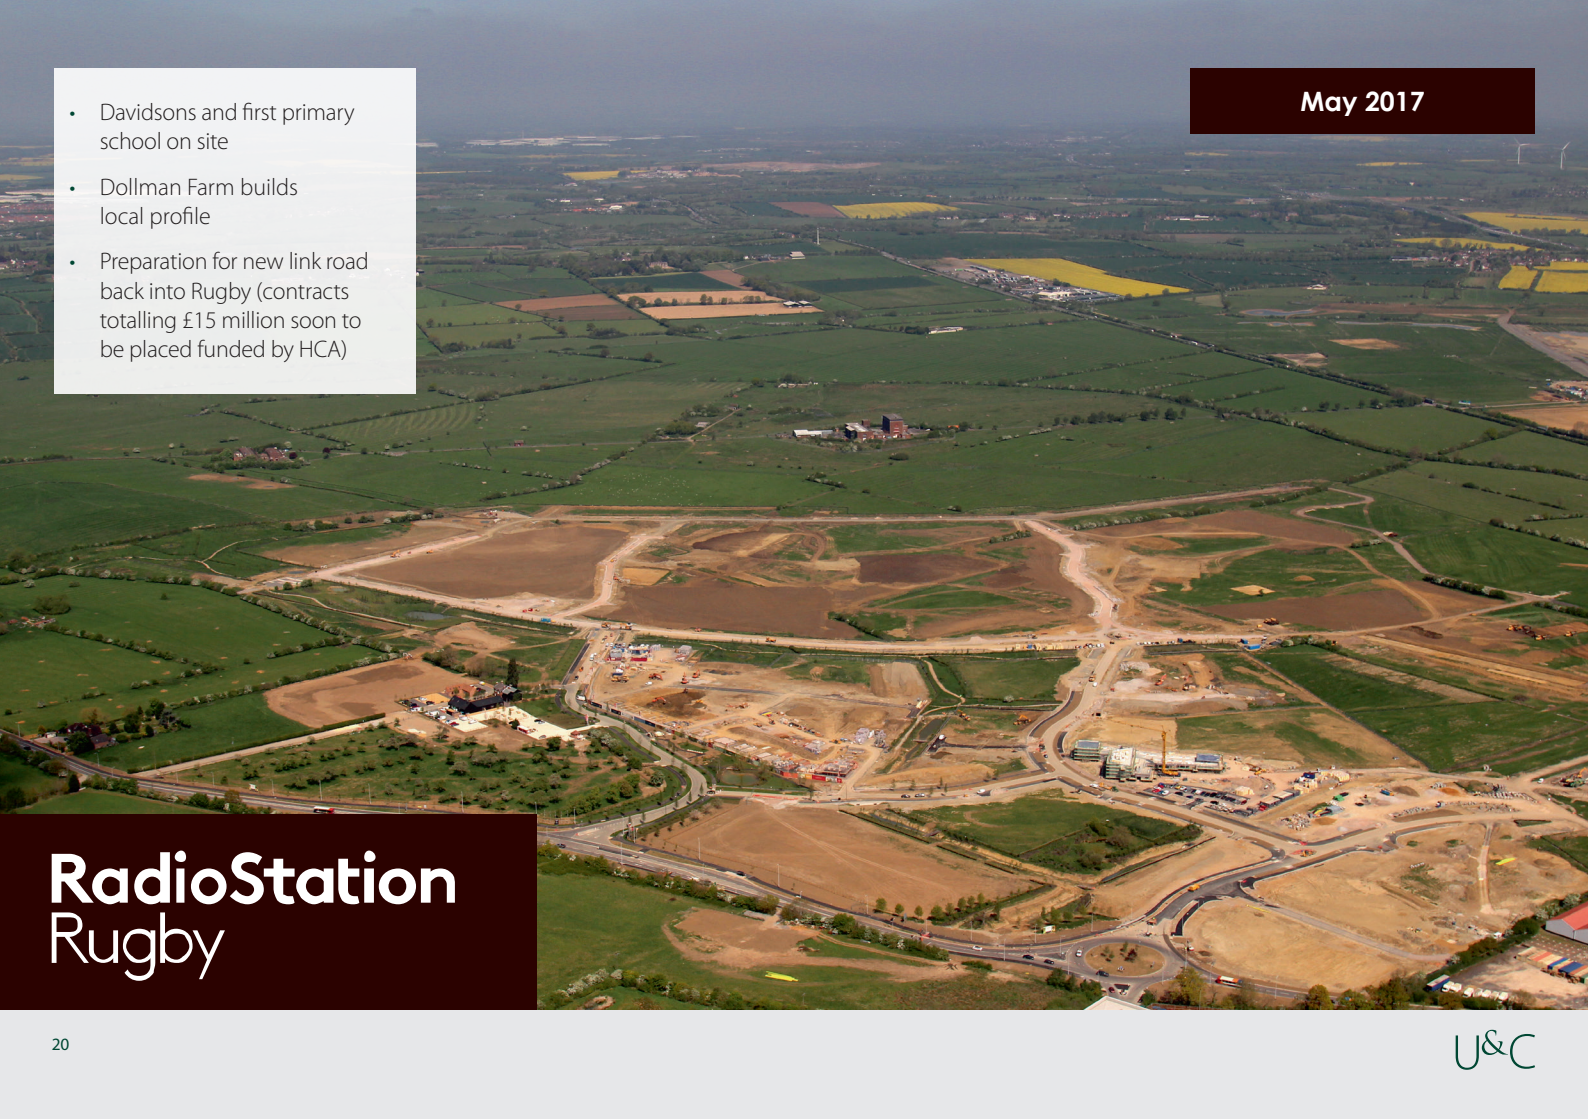 • Davidsons and first primary
school on site
• Dollman Farm builds
local profile
• Preparation for new link road
back into Rugby (contracts
totalling £15 million soon to
be placed funded by HCA)
May 2017
RadioStation
Rugby
20
U&C